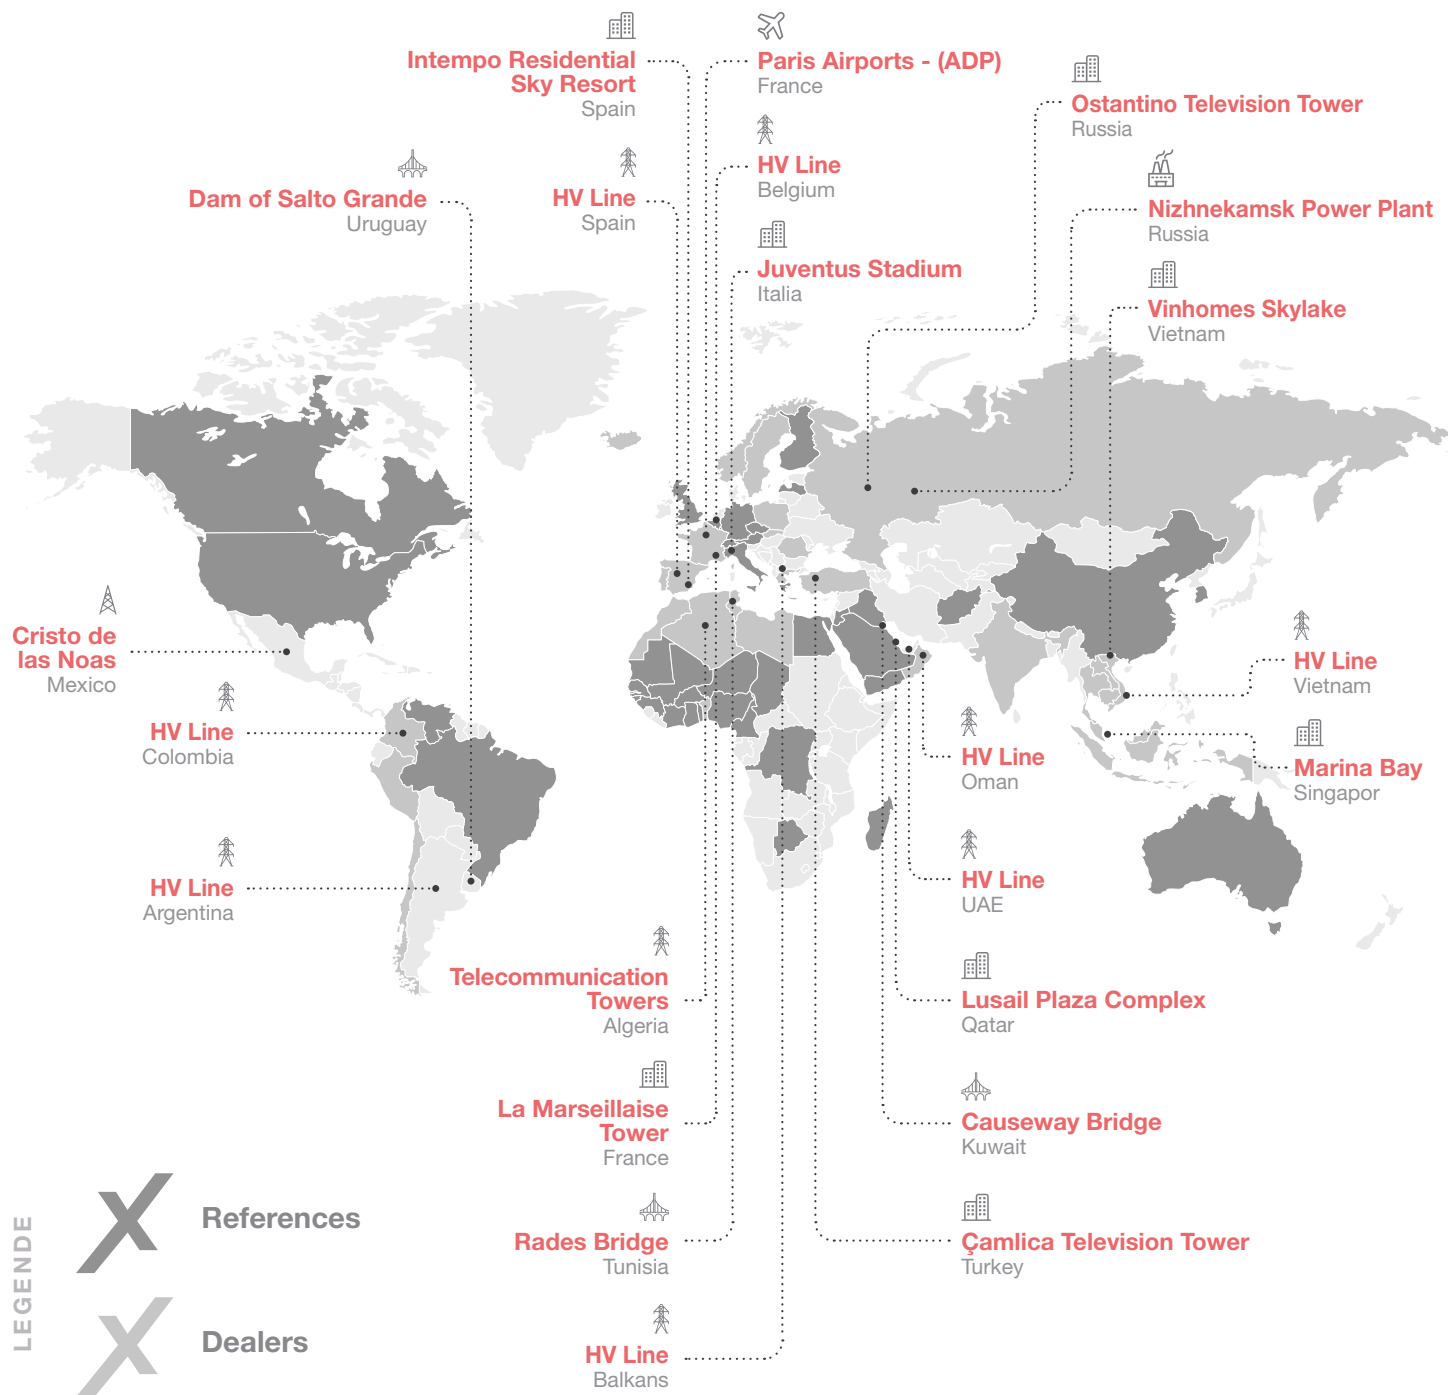 Intempo Residential
Sky Resort
Spain
Paris Airports - (ADP)
France
Ostantino Television Tower
Russia
HV Line
Belgium
Dam of Salto Grande
Uruguay
HV Line
Spain
Nizhnekamsk Power Plant
Russia
Juventus Stadium
Italia
Vinhomes Skylake
Vietnam
Cristo de
las Noas
Mexico
HV Line
Vietnam
HV Line
Colombia
HV Line
Oman
Marina Bay
Singapor
HV Line
Argentina
HV Line
UAE
Telecommunication
Towers
Algeria
Lusail Plaza Complex
Qatar
La Marseillaise
Tower
France
Causeway Bridge
Kuwait
Rades Bridge
Tunisia
Çamlica Television Tower
Turkey
HV Line
Balkans
LEGENDE
References
Dealers